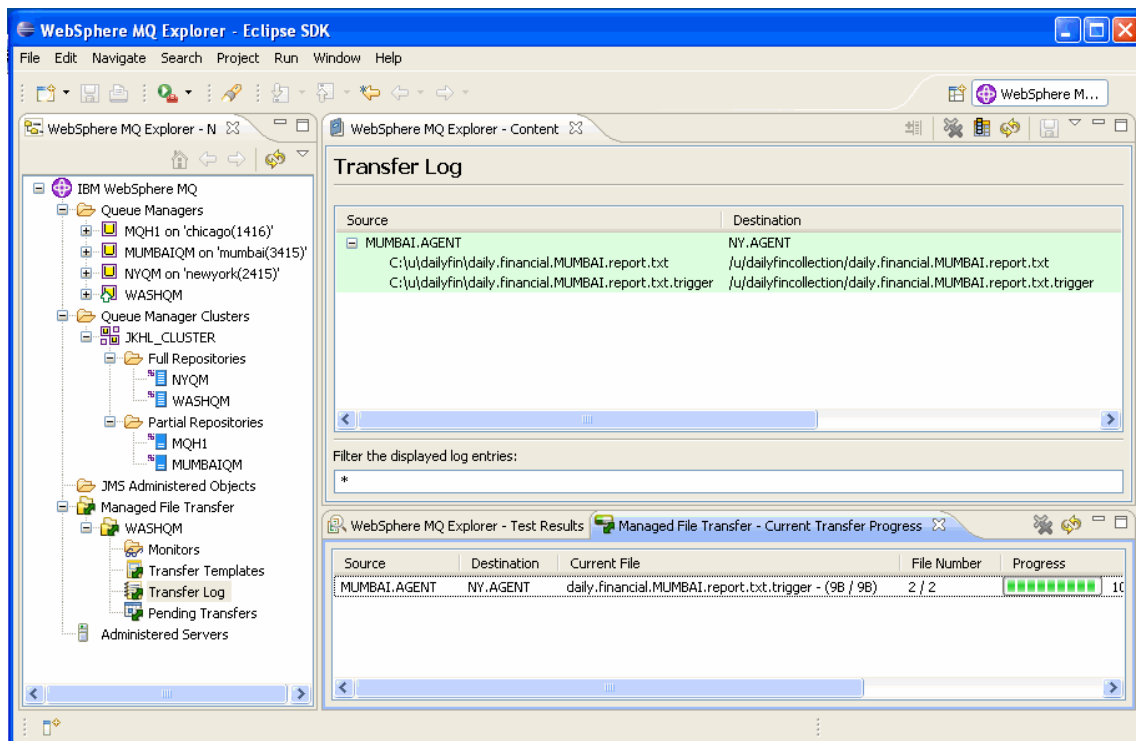 WebSphere MQ Explorer - Eclipse SDK
File Edit Navigate Search Project Run Window Help
WebSphere M...
WebSphere MQ Explorer - N
IBM WebSphere MQ
Queue Managers
MQH1 on 'chicago(1416)'
MUMBAIQM on 'mumbai(3415)'
NYQM on 'newyork(2415)'
WASHQM
Queue Manager Clusters
JKHL_CLUSTER
Full Repositories
NYQM
WASHQM
Partial Repositories
MQH1
MUMBAIQM
JMS Administered Objects
Managed File Transfer
WASHQM
Monitors
Transfer Templates
Transfer Log
Pending Transfers
Administered Servers
WebSphere MQ Explorer - Content
Transfer Log
Source Destination
MUMBAI.AGENT NY.AGENT
C:\u\dailyfin\daily.financial.MUMBAI.report.txt /u/dailyfincollection/daily.financial.MUMBAI.report.txt
C:\u\dailyfin\daily.financial.MUMBAI.report.txt.trigger /u/dailyfincollection/daily.financial.MUMBAI.report.txt.trigger
Filter the displayed log entries:
*
WebSphere MQ Explorer - Test Results Managed File Transfer - Current Transfer Progress
Source Destination Current File File Number Progress
MUMBAI.AGENT NY.AGENT daily.financial.MUMBAI.report.txt.trigger - (9B / 9B) 2 / 2 10